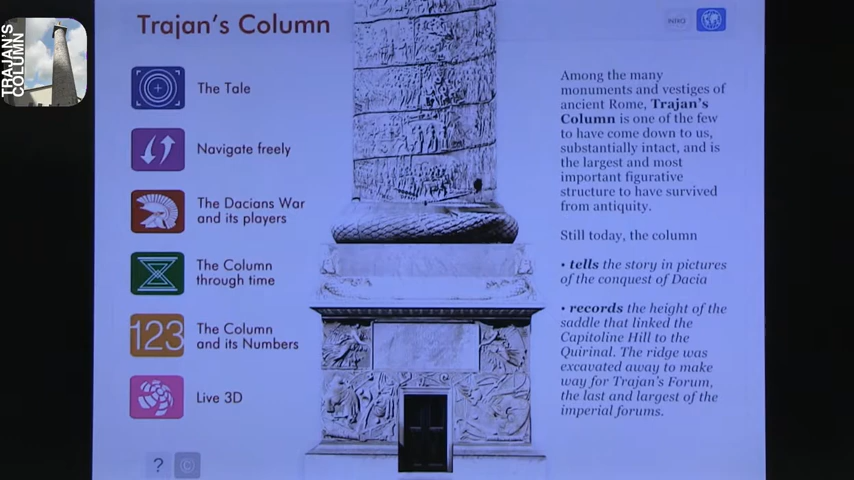 TRAJAN'S
COLUMN
Trajan's Column
INTRO
The Tale
Navigate freely
The Dacians War
and its players
The Column
through time
123
The Column
and its Numbers
Live 3D
?
©
Among the many
monuments and vestiges of
ancient Rome, Trajan's
Column is one of the few
to have come down to us,
substantially intact, and is
the largest and most
important figurative
structure to have survived
from antiquity.
Still today, the column
• tells the story in pictures
of the conquest of Dacia
• records the height of the
saddle that linked the
Capitoline Hill to the
Quirinal. The ridge was
excavated away to make
way for Trajan's Forum,
the last and largest of the
imperial forums.